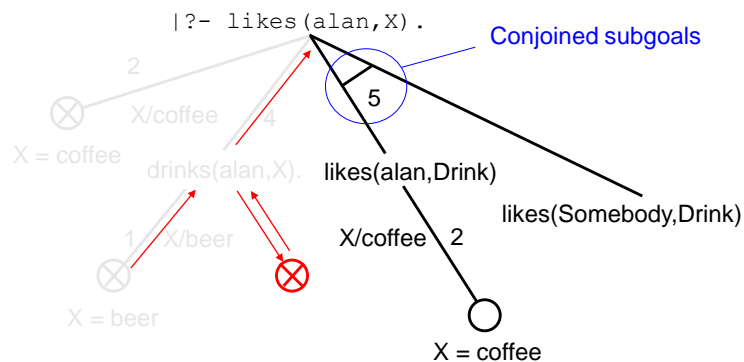 |?- likes(alan,X).
Conjoined subgoals
2
5
X/coffee
4
X = coffee
drinks(alan,X).
likes(alan,Drink)
likes(Somebody,Drink)
1
X/beer
X/coffee
2
X = beer
X = coffee